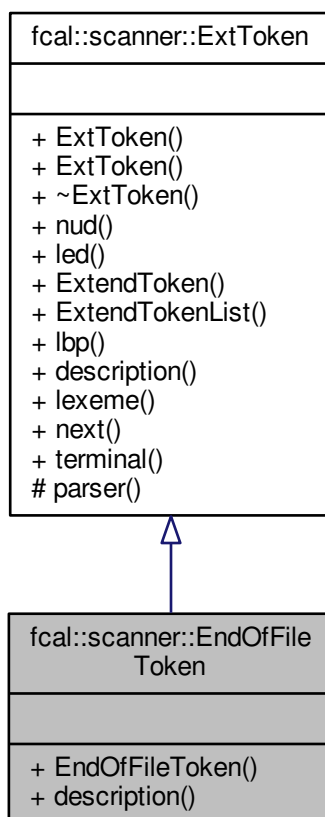 fcal::scanner::ExtToken
+ ExtToken()
+ ExtToken()
+ ~ExtToken()
+ nud()
+ led()
+ ExtendToken()
+ ExtendTokenList()
+ lbp()
+ description()
+ lexeme()
+ next()
+ terminal()
# parser()
fcal::scanner::EndOfFile
Token
+ EndOfFileToken()
+ description()